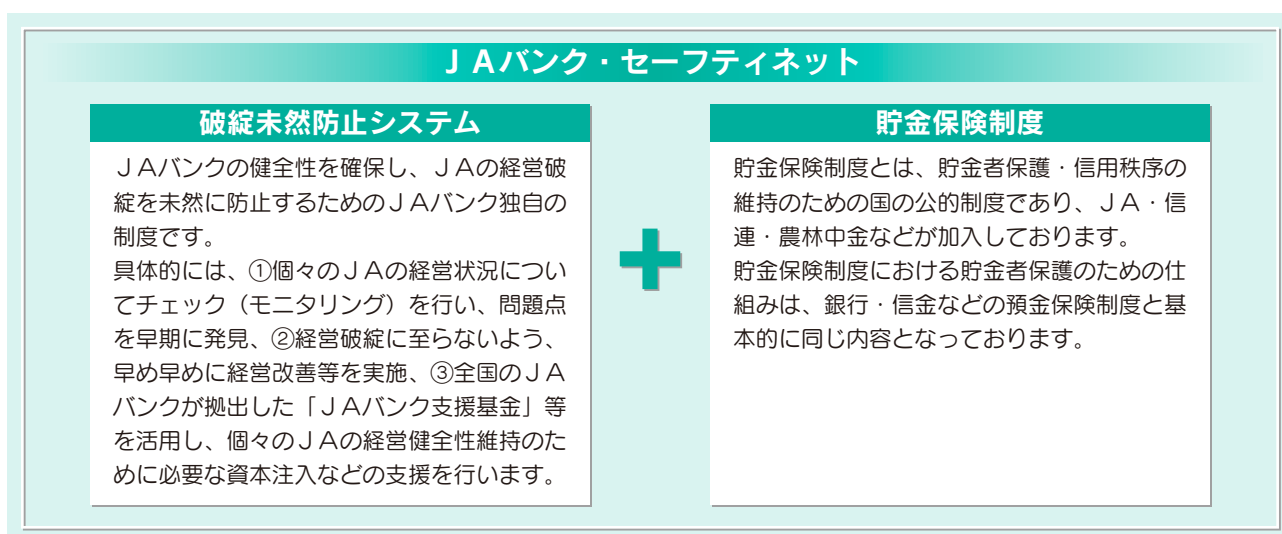 ＪＡバンク・セーフティネット
破綻未然防止システム
ＪＡバンクの健全性を確保し、ＪＡの経営破
綻を未然に防止するためのＪＡバンク独自の
制度です。
具体的には、①個々のＪＡの経営状況につい
てチェック（モニタリング）を行い、問題点
を早期に発見、②経営破綻に至らないよう、
早め早めに経営改善等を実施、③全国のＪＡ
バンクが拠出した「ＪＡバンク支援基金」等
を活用し、個々のＪＡの経営健全性維持のた
めに必要な資本注入などの支援を行います。
貯金保険制度
貯金保険制度とは、貯金者保護・信用秩序の
維持のための国の公的制度であり、ＪＡ・信
連・農林中金などが加入しております。
貯金保険制度における貯金者保護のための仕
組みは、銀行・信金などの預金保険制度と基
本的に同じ内容となっております。